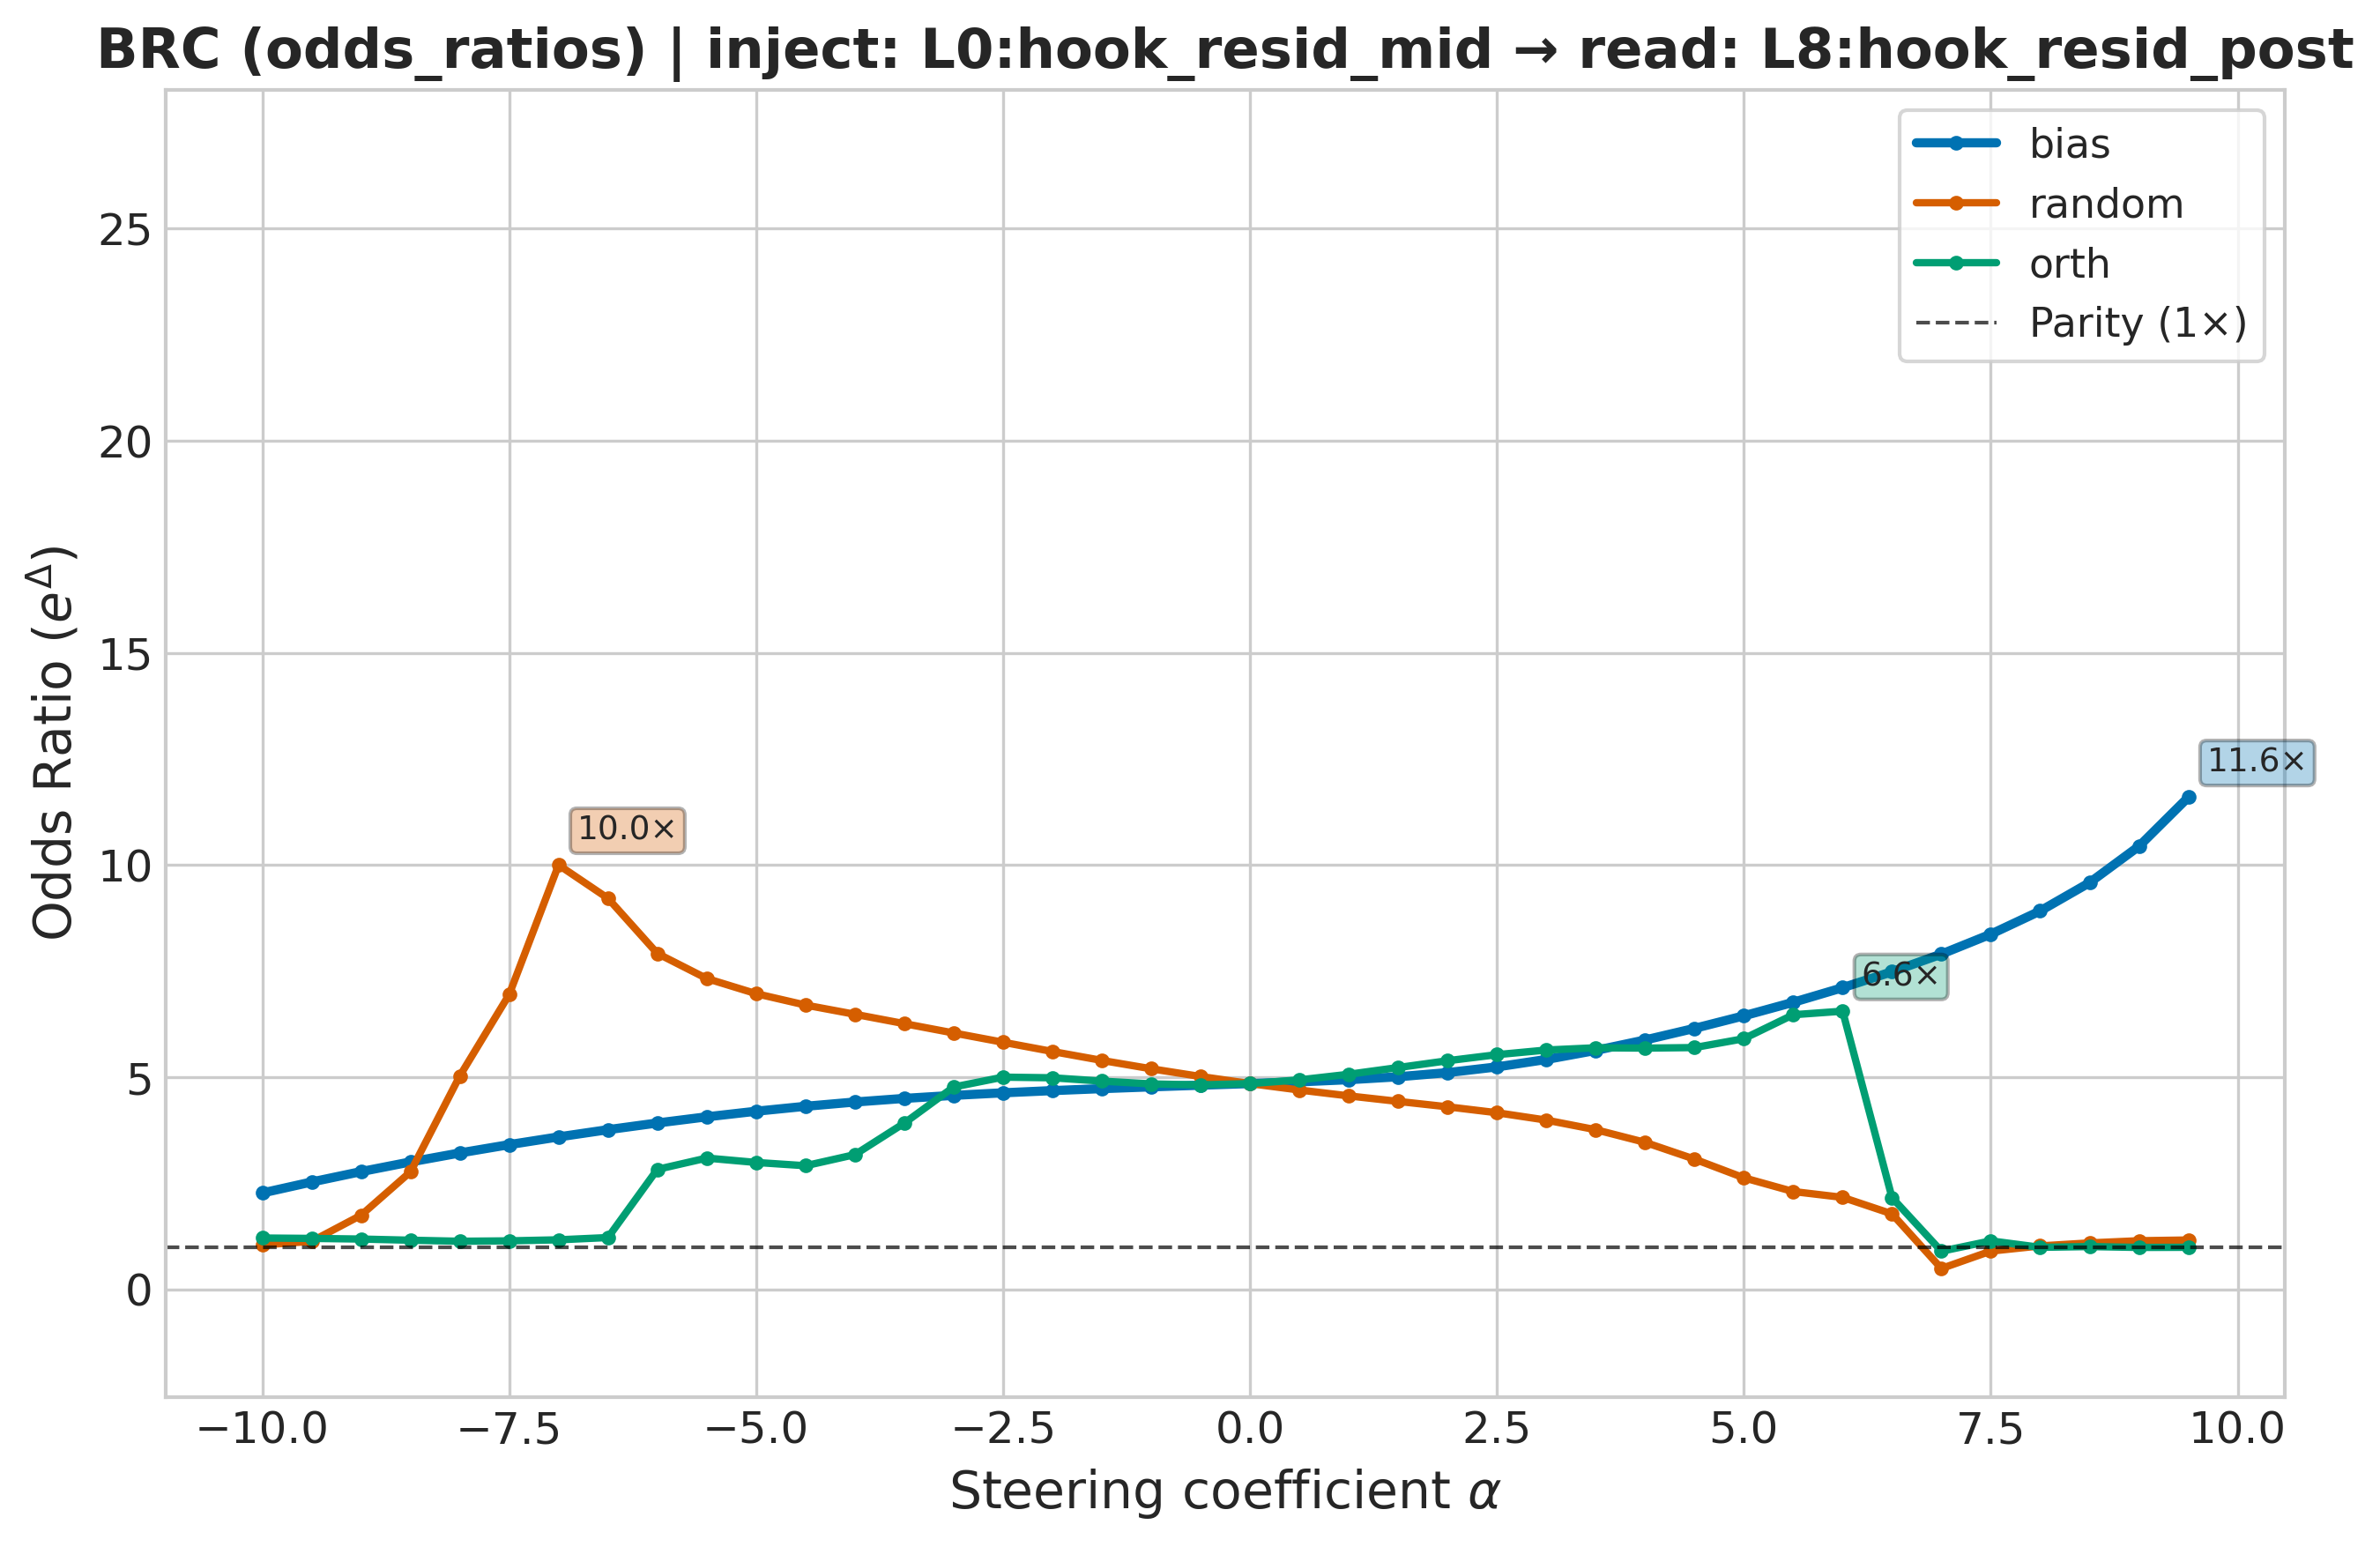 BRC (odds_ratios) | inject: L0:hook_resid_mid → read: L8:hook_resid_post
bias
random
orth
Parity (1×)
Odds Ratio (e^Δ)
25
20
15
10
5
0
11.6×
10.0×
6.6×
−10.0 −7.5 −5.0 −2.5 0.0 2.5 5.0 7.5 10.0
Steering coefficient α